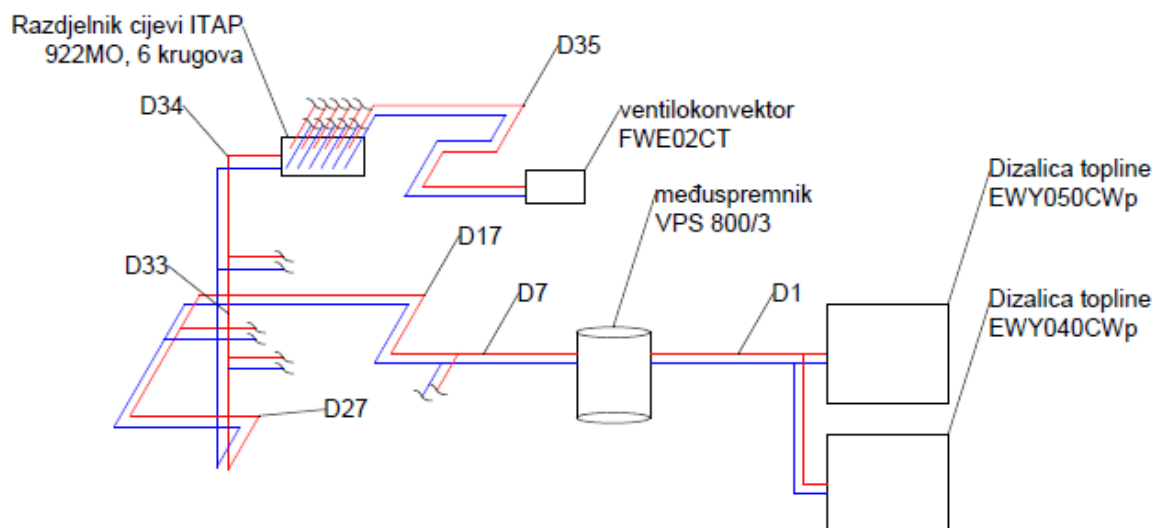 Razdjelnik cijevi ITAP
922MO, 6 krugova
D34
D35
ventilokonvektor
FWE02CT
međuspremnik
VPS 800/3
Dizalica topline
EWY050CWp
D33
D17
D7
D1
Dizalica topline
EWY040CWp
D27